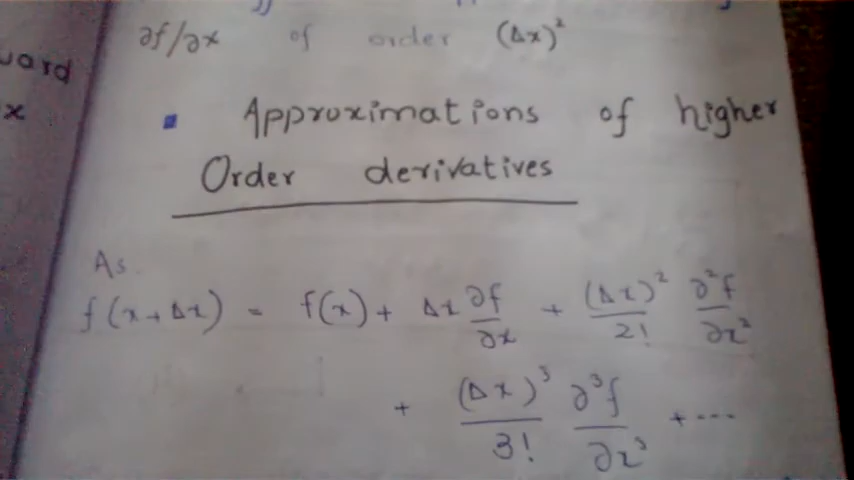 ∂f/∂x of order (Δx)²
ward
x
▪ Approximations of higher
Order derivatives
As
f(x+Δx) = f(x) + Δx ∂f/∂x + (Δx)²/2! ∂²f/∂x²
+ (Δx)³/3! ∂³f/∂x³ + ---